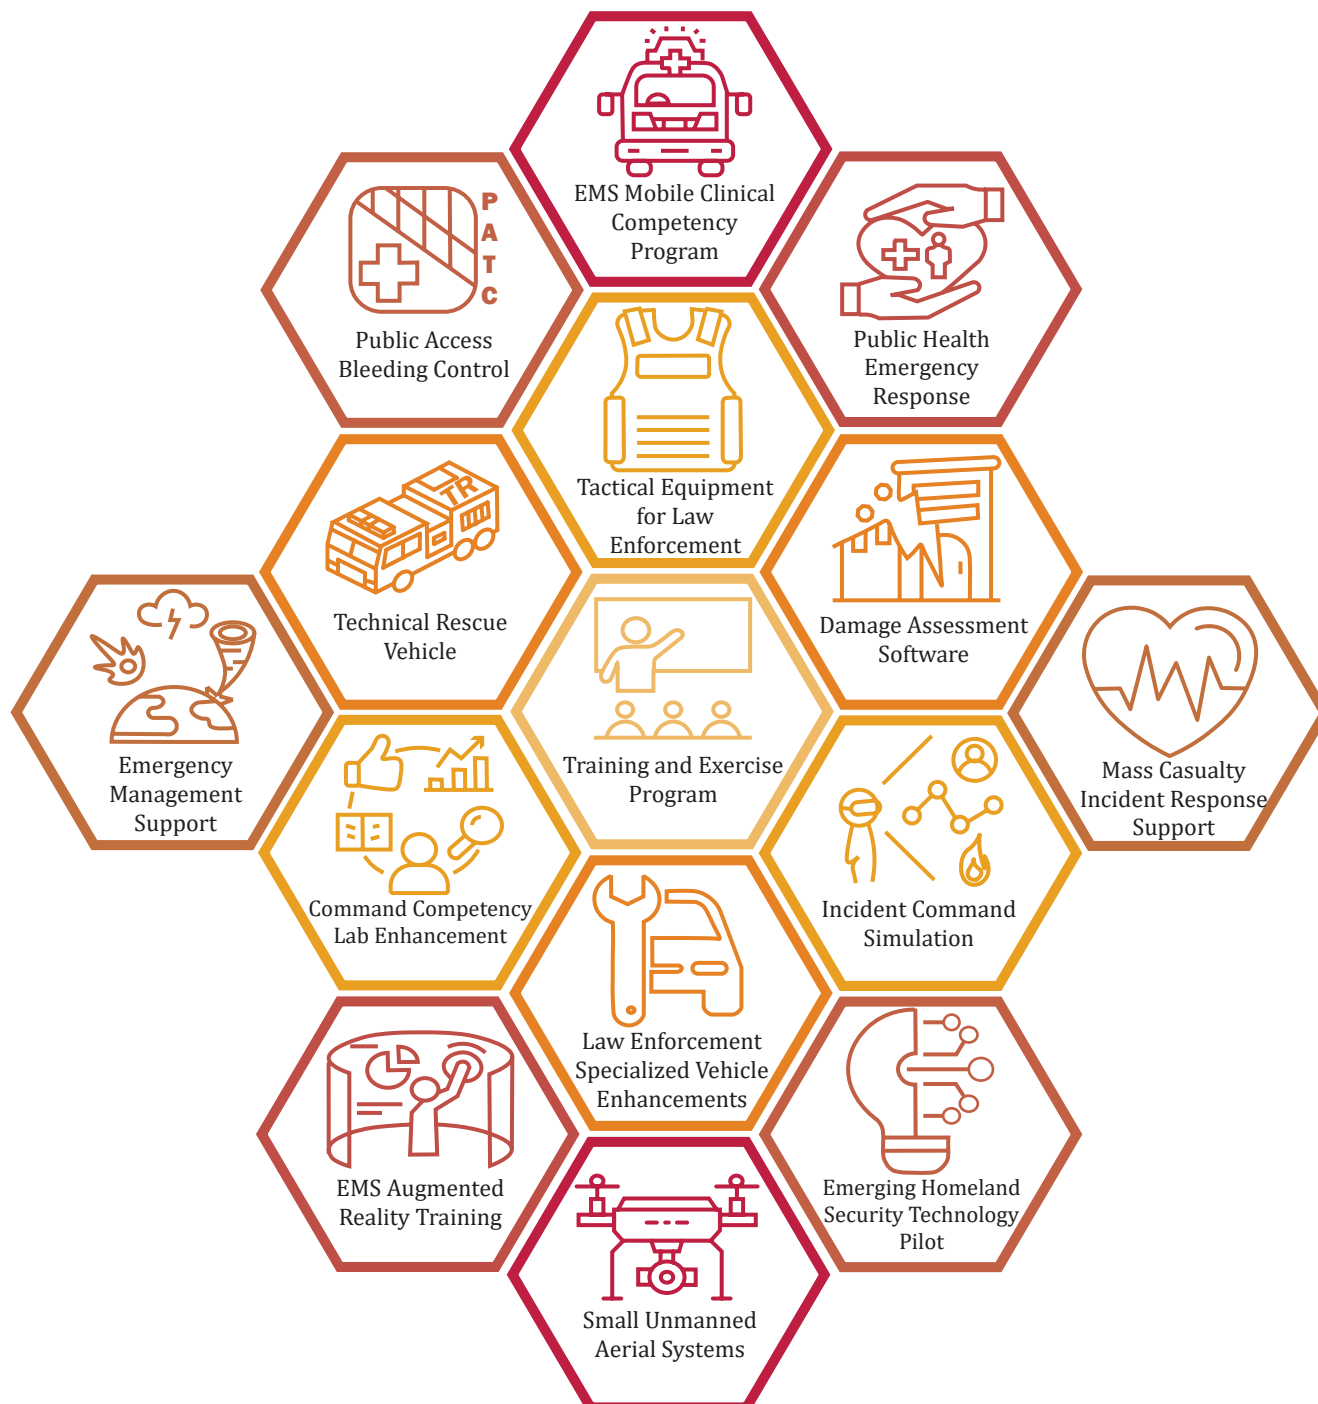 EMS Mobile Clinical
Competency
Program
P
A
T
C
Public Access
Bleeding Control
Public Health
Emergency
Response
Tactical Equipment
for Law
Enforcement
TR
Technical Rescue
Vehicle
Damage Assessment
Software
Emergency
Management
Support
Training and Exercise
Program
Mass Casualty
Incident Response
Support
Command Competency
Lab Enhancement
Incident Command
Simulation
Law Enforcement
Specialized Vehicle
Enhancements
EMS Augmented
Reality Training
Emerging Homeland
Security Technology
Pilot
Small Unmanned
Aerial Systems